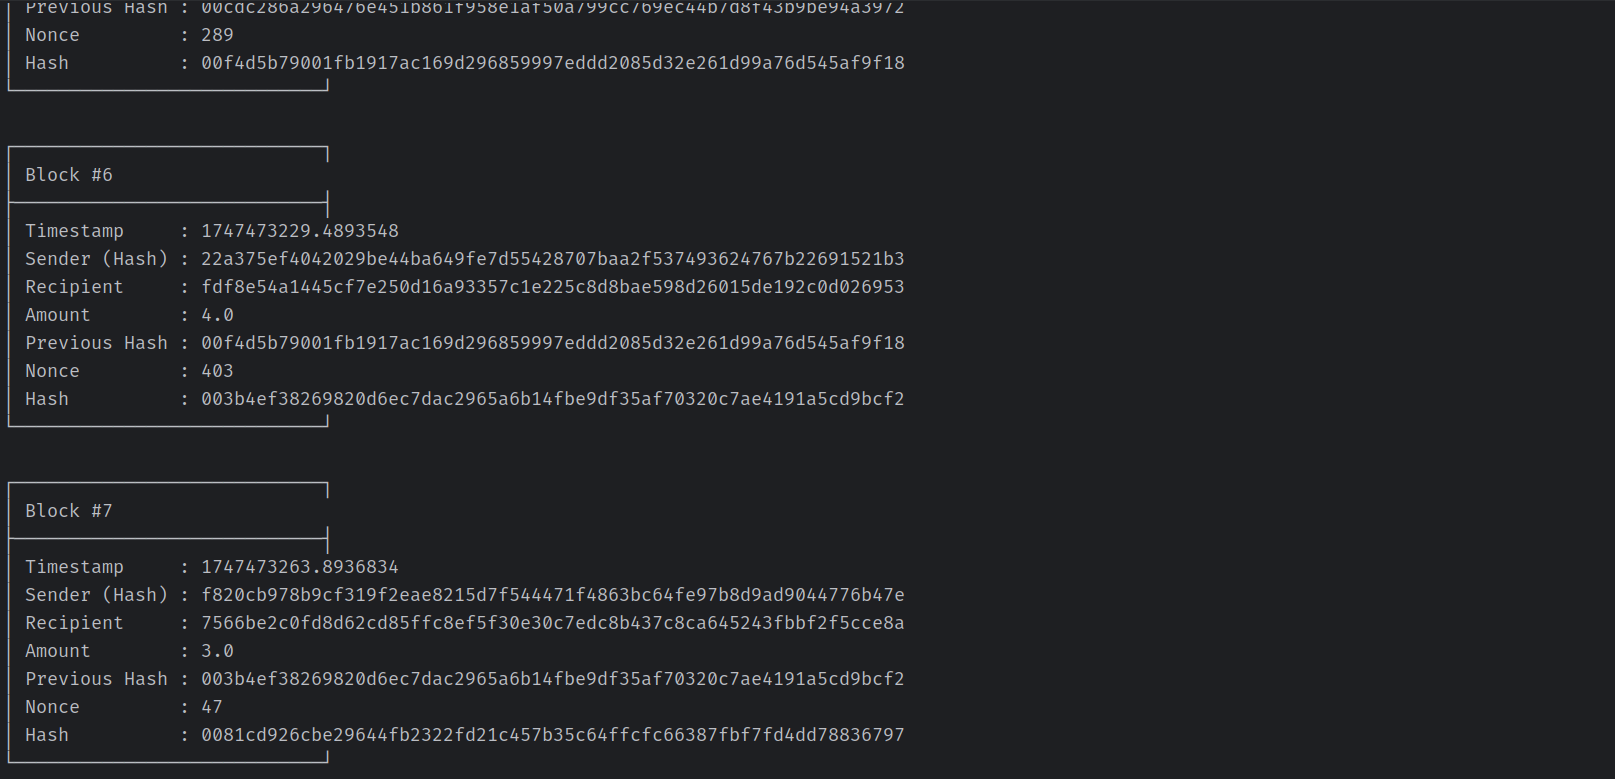 Previous Hash : 00cdc286a296476e451b861f958e1af50a799cc769ec44b7d8f43b9be94a3972
Nonce : 289
Hash : 00f4d5b79001fb1917ac169d296859997eddd2085d32e261d99a76d545af9f18
Block #6
Timestamp : 1747473229.4893548
Sender (Hash) : 22a375ef4042029be44ba649fe7d55428707baa2f537493624767b22691521b3
Recipient : fdf8e54a1445cf7e250d16a93357c1e225c8d8bae598d26015de192c0d026953
Amount : 4.0
Previous Hash : 00f4d5b79001fb1917ac169d296859997eddd2085d32e261d99a76d545af9f18
Nonce : 403
Hash : 003b4ef38269820d6ec7dac2965a6b14fbe9df35af70320c7ae4191a5cd9bcf2
Block #7
Timestamp : 1747473263.8936834
Sender (Hash) : f820cb978b9cf319f2eae8215d7f544471f4863bc64fe97b8d9ad9044776b47e
Recipient : 7566be2c0fd8d62cd85ffc8ef5f30e30c7edc8b437c8ca645243fbbf2f5cce8a
Amount : 3.0
Previous Hash : 003b4ef38269820d6ec7dac2965a6b14fbe9df35af70320c7ae4191a5cd9bcf2
Nonce : 47
Hash : 0081cd926cbe29644fb2322fd21c457b35c64ffcfc66387fbf7fd4dd78836797